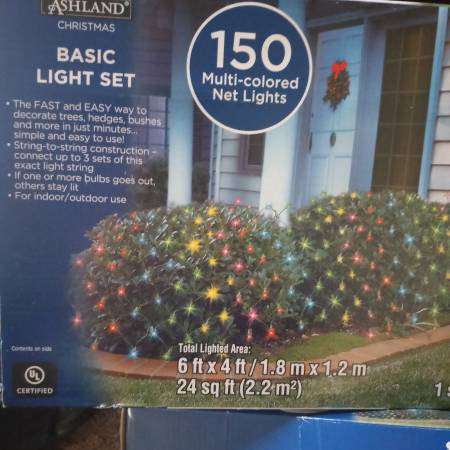 ASHLAND®
CHRISTMAS
BASIC
LIGHT SET
• The FAST and EASY way to
decorate trees, hedges, bushes
and more in just minutes...
simple and easy to use!
• String-to-string construction –
connect up to 3 sets of this
exact light string
• If one or more bulbs goes out,
others stay lit
• For indoor/outdoor use
150
Multi-colored
Net Lights
Contents on side
UL
CERTIFIED
Total Lighted Area:
6 ft x 4 ft / 1.8 m x 1.2 m
24 sq ft (2.2 m²)